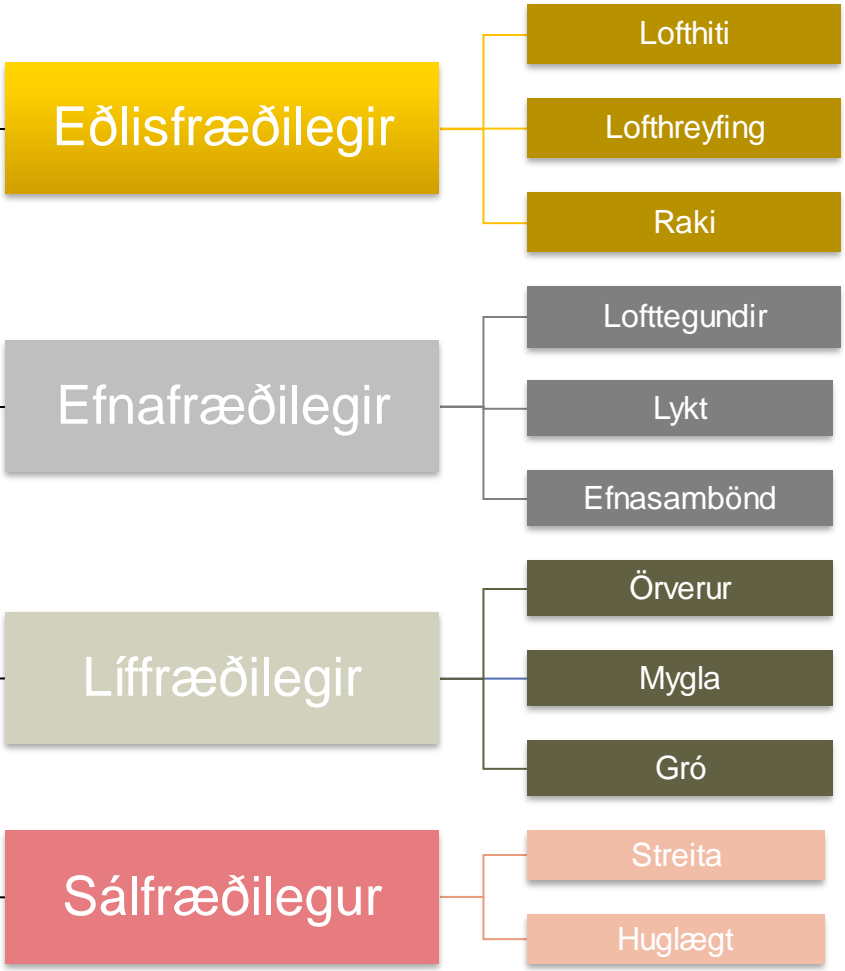 Eðlisfræðilegir
Lofthiti
Lofthreyfing
Raki
Efnafræðilegir
Lofttegundir
Lykt
Efnasambönd
Líffræðilegir
Örverur
Mygla
Gró
Sálfræðilegur
Streita
Huglægt